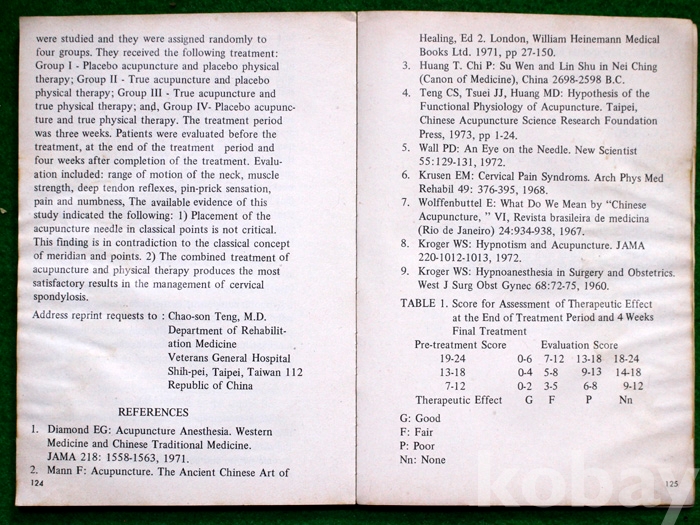 were studied and they were assigned randomly to
four groups. They received the following treatment:
Group I - Placebo acupuncture and placebo physical
therapy; Group II - True acupuncture and placebo
physical therapy; Group III - True acupuncture and
true physical therapy; and, Group IV- Placebo acupunc-
ture and true physical therapy. The treatment period
was three weeks. Patients were evaluated before the
treatment, at the end of the treatment period and
four weeks after completion of the treatment. Evalu-
ation included: range of motion of the neck, muscle
strength, deep tendon reflexes, pin-prick sensation,
pain and numbness, The available evidence of this
study indicated the following: 1) Placement of the
acupuncture needle in classical points is not critical.
This finding is in contradiction to the classical concept
of meridian and points. 2) The combined treatment of
acupuncture and physical therapy produces the most
satisfactory results in the management of cervical
spondylosis.
Address reprint requests to : Chao-son Teng, M.D.
Department of Rehabilit-
ation Medicine
Veterans General Hospital
Shih-pei, Taipei, Taiwan 112
Republic of China
REFERENCES
1. Diamond EG: Acupuncture Anesthesia. Western
Medicine and Chinese Traditional Medicine.
JAMA 218: 1558-1563, 1971.
2. Mann F: Acupuncture. The Ancient Chinese Art of
124
Healing, Ed 2. London, William Heinemann Medical
Books Ltd. 1971, pp 27-150.
3. Huang T. Chi P: Su Wen and Lin Shu in Nei Ching
(Canon of Medicine), China 2698-2598 B.C.
4. Teng CS, Tsuei JJ, Huang MD: Hypothesis of the
Functional Physiology of Acupuncture. Taipei,
Chinese Acupuncture Science Research Foundation
Press, 1973, pp 1-24.
5. Wall PD: An Eye on the Needle. New Scientist
55:129-131, 1972.
6. Krusen EM: Cervical Pain Syndroms. Arch Phys Med
Rehabil 49: 376-395, 1968.
7. Wolffenbuttel E: What Do We Mean by "Chinese
Acupuncture, " VI, Revista brasileira de medicina
(Rio de Janeiro) 24:934-938, 1967.
8. Kroger WS: Hypnotism and Acupuncture. JAMA
220-1012-1013, 1972.
9. Kroger WS: Hypnoanesthesia in Surgery and Obstetrics.
West J Surg Obst Gynec 68:72-75, 1960.
TABLE 1. Score for Assessment of Therapeutic Effect
at the End of Treatment Period and 4 Weeks
Final Treatment
Pre-treatment Score Evaluation Score
19-24 0-6 7-12 13-18 18-24
13-18 0-4 5-8 9-13 14-18
7-12 0-2 3-5 6-8 9-12
Therapeutic Effect G F P Nn
G: Good
F: Fair
P: Poor
Nn: None
125
kobay